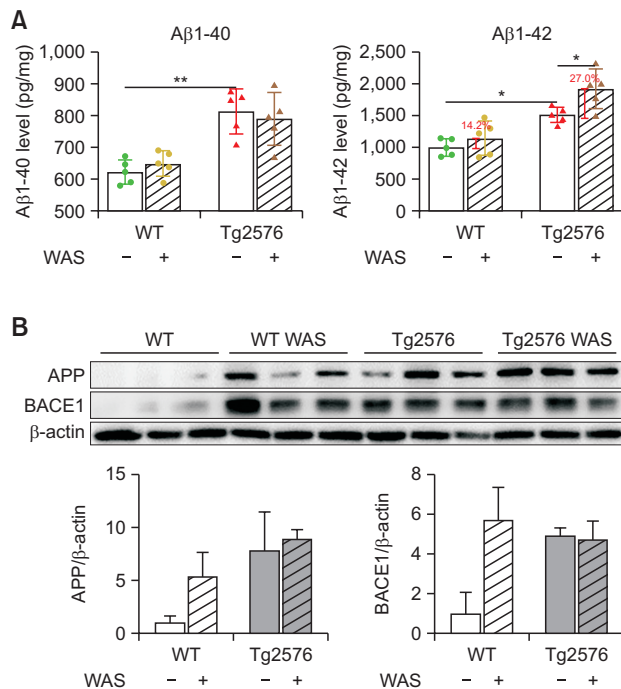 A
Aβ1-40
Aβ1-40 level (pg/mg)
1,000
900
800
700
600
500
**
WT
Tg2576
WAS
−
+
−
+
Aβ1-42
Aβ1-42 level (pg/mg)
2,500
2,000
1,500
1,000
500
0
*
*
14.2%
27.0%
WT
Tg2576
−
+
−
+
B
WT
WT WAS
Tg2576
Tg2576 WAS
APP
BACE1
β-actin
APP/β-actin
15
10
5
0
WT
Tg2576
WAS
−
+
−
+
BACE1/β-actin
8
6
4
2
0
WT
Tg2576
WAS
−
+
−
+